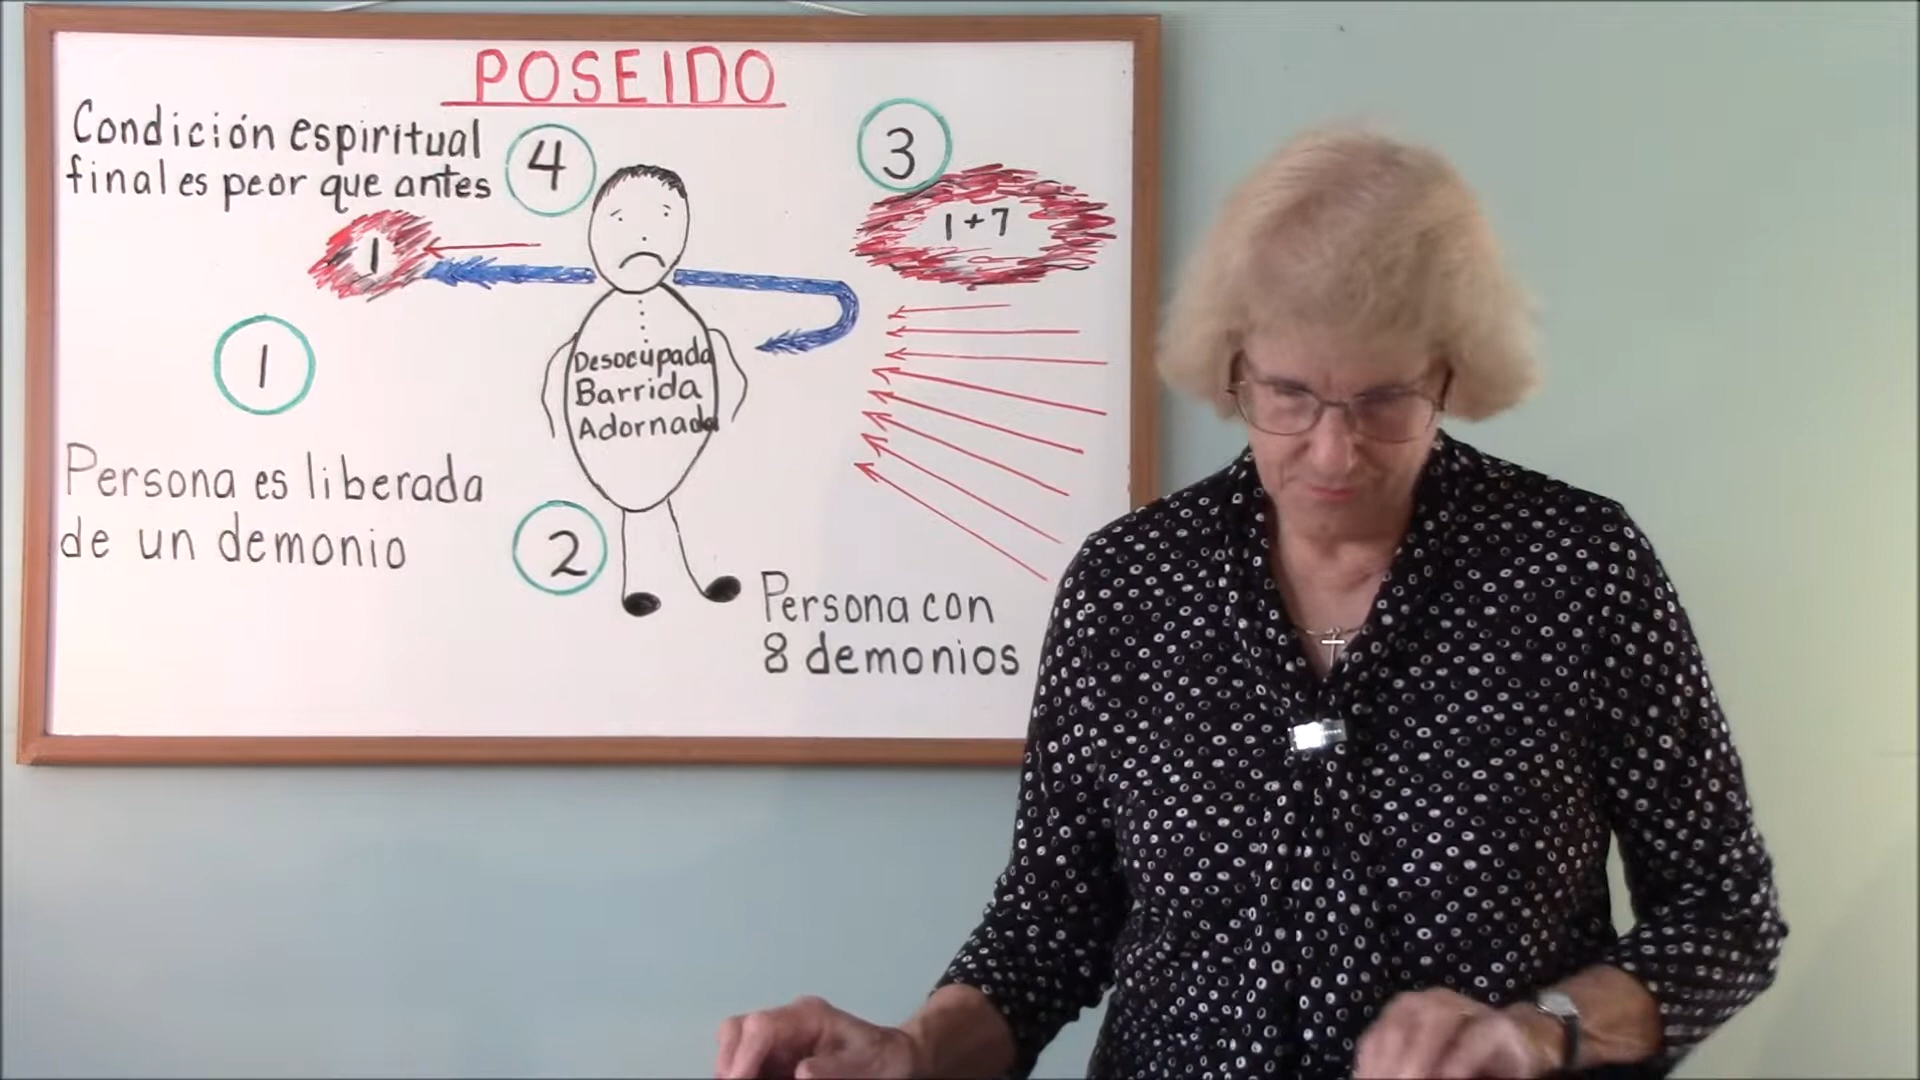 POSEIDO
Condición espiritual
final es peor que antes
4
3
1
1+7
1
Desocupada
Barrida
Adornada
Persona es liberada
de un demonio
2
Persona con
8 demonios